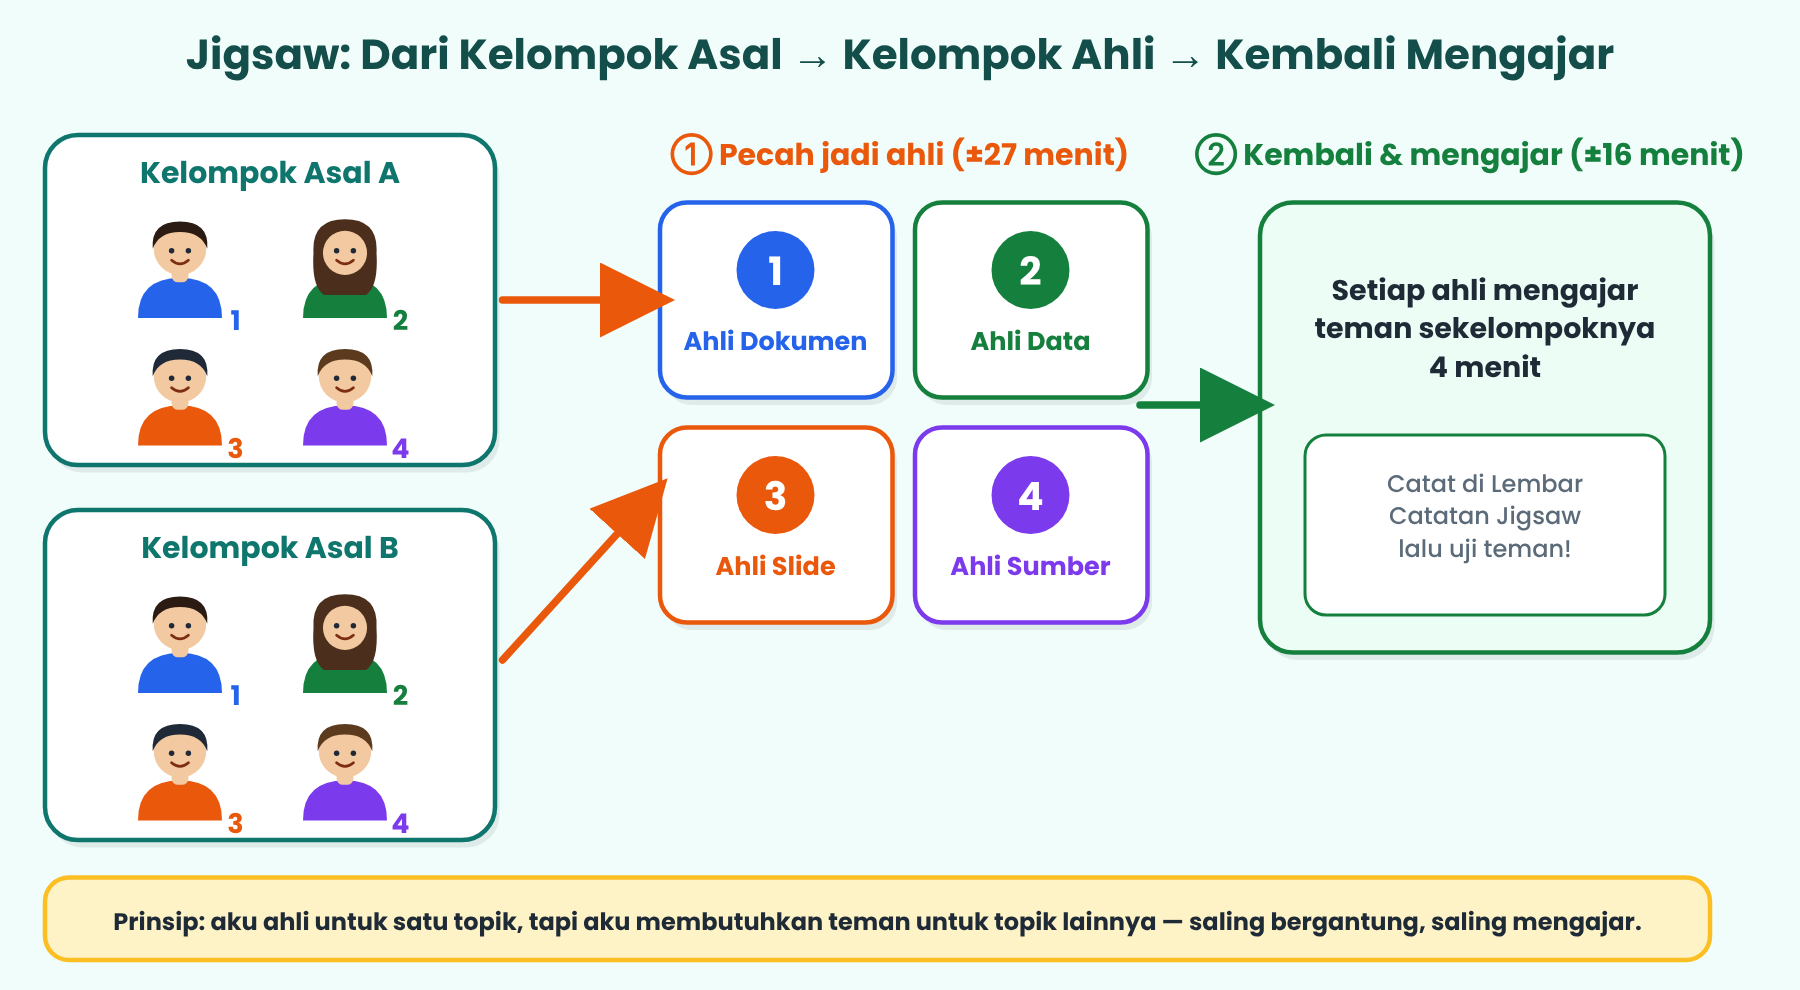 Jigsaw: Dari Kelompok Asal → Kelompok Ahli → Kembali Mengajar
Kelompok Asal A
1
2
3
4
Kelompok Asal B
1
2
3
4
① Pecah jadi ahli (±27 menit)
1
Ahli Dokumen
2
Ahli Data
3
Ahli Slide
4
Ahli Sumber
② Kembali & mengajar (±16 menit)
Setiap ahli mengajar
teman sekelompoknya
4 menit
Catat di Lembar
Catatan Jigsaw
lalu uji teman!
Prinsip: aku ahli untuk satu topik, tapi aku membutuhkan teman untuk topik lainnya — saling bergantung, saling mengajar.